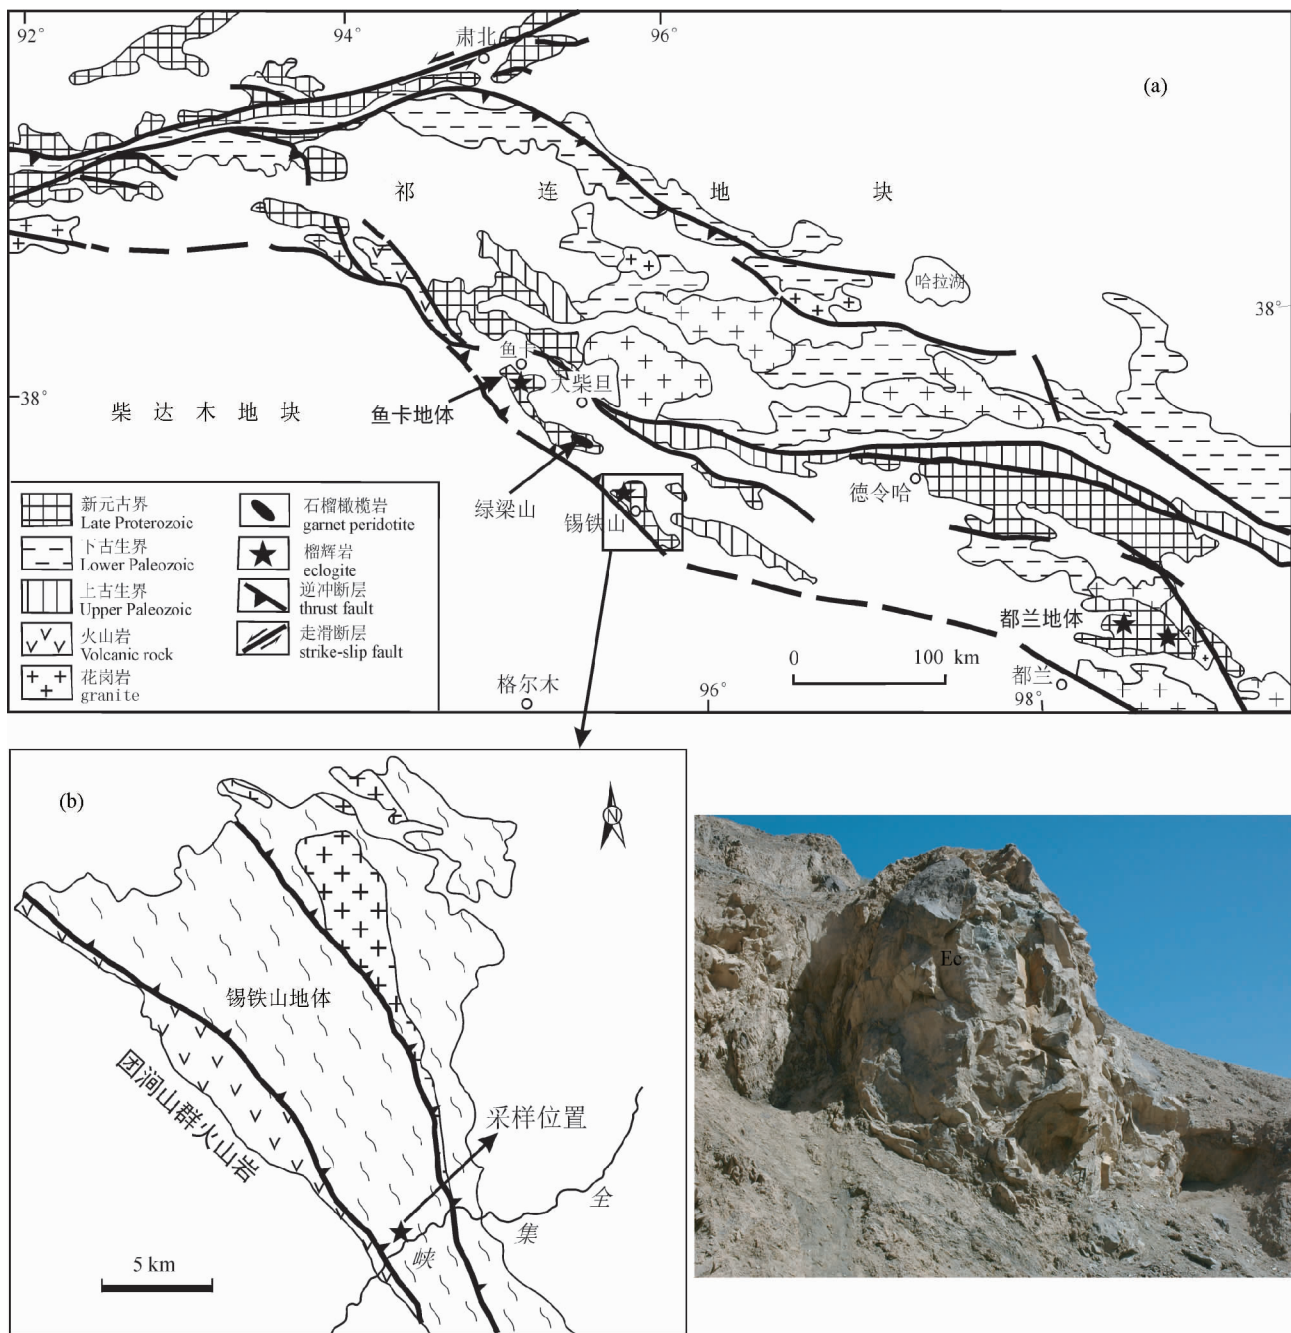 92°
94°
96°
肃北
(a)
祁连地块
哈拉湖
38°
鱼卡
大柴旦
38°
柴达木地块
鱼卡地体
德令哈
绿梁山
锡铁山
新元古界
Late Proterozoic
下古生界
Lower Paleozoic
上古生界
Upper Paleozoic
火山岩
Volcanic rock
花岗岩
granite
石榴橄榄岩
garnet peridotite
榴辉岩
eclogite
逆冲断层
thrust fault
走滑断层
strike-slip fault
都兰地体
0 100 km
格尔木
都兰
96°
98°
(b)
N
锡铁山地体
团涧山群火山岩
采样位置
全
集
峡
5 km
Ec